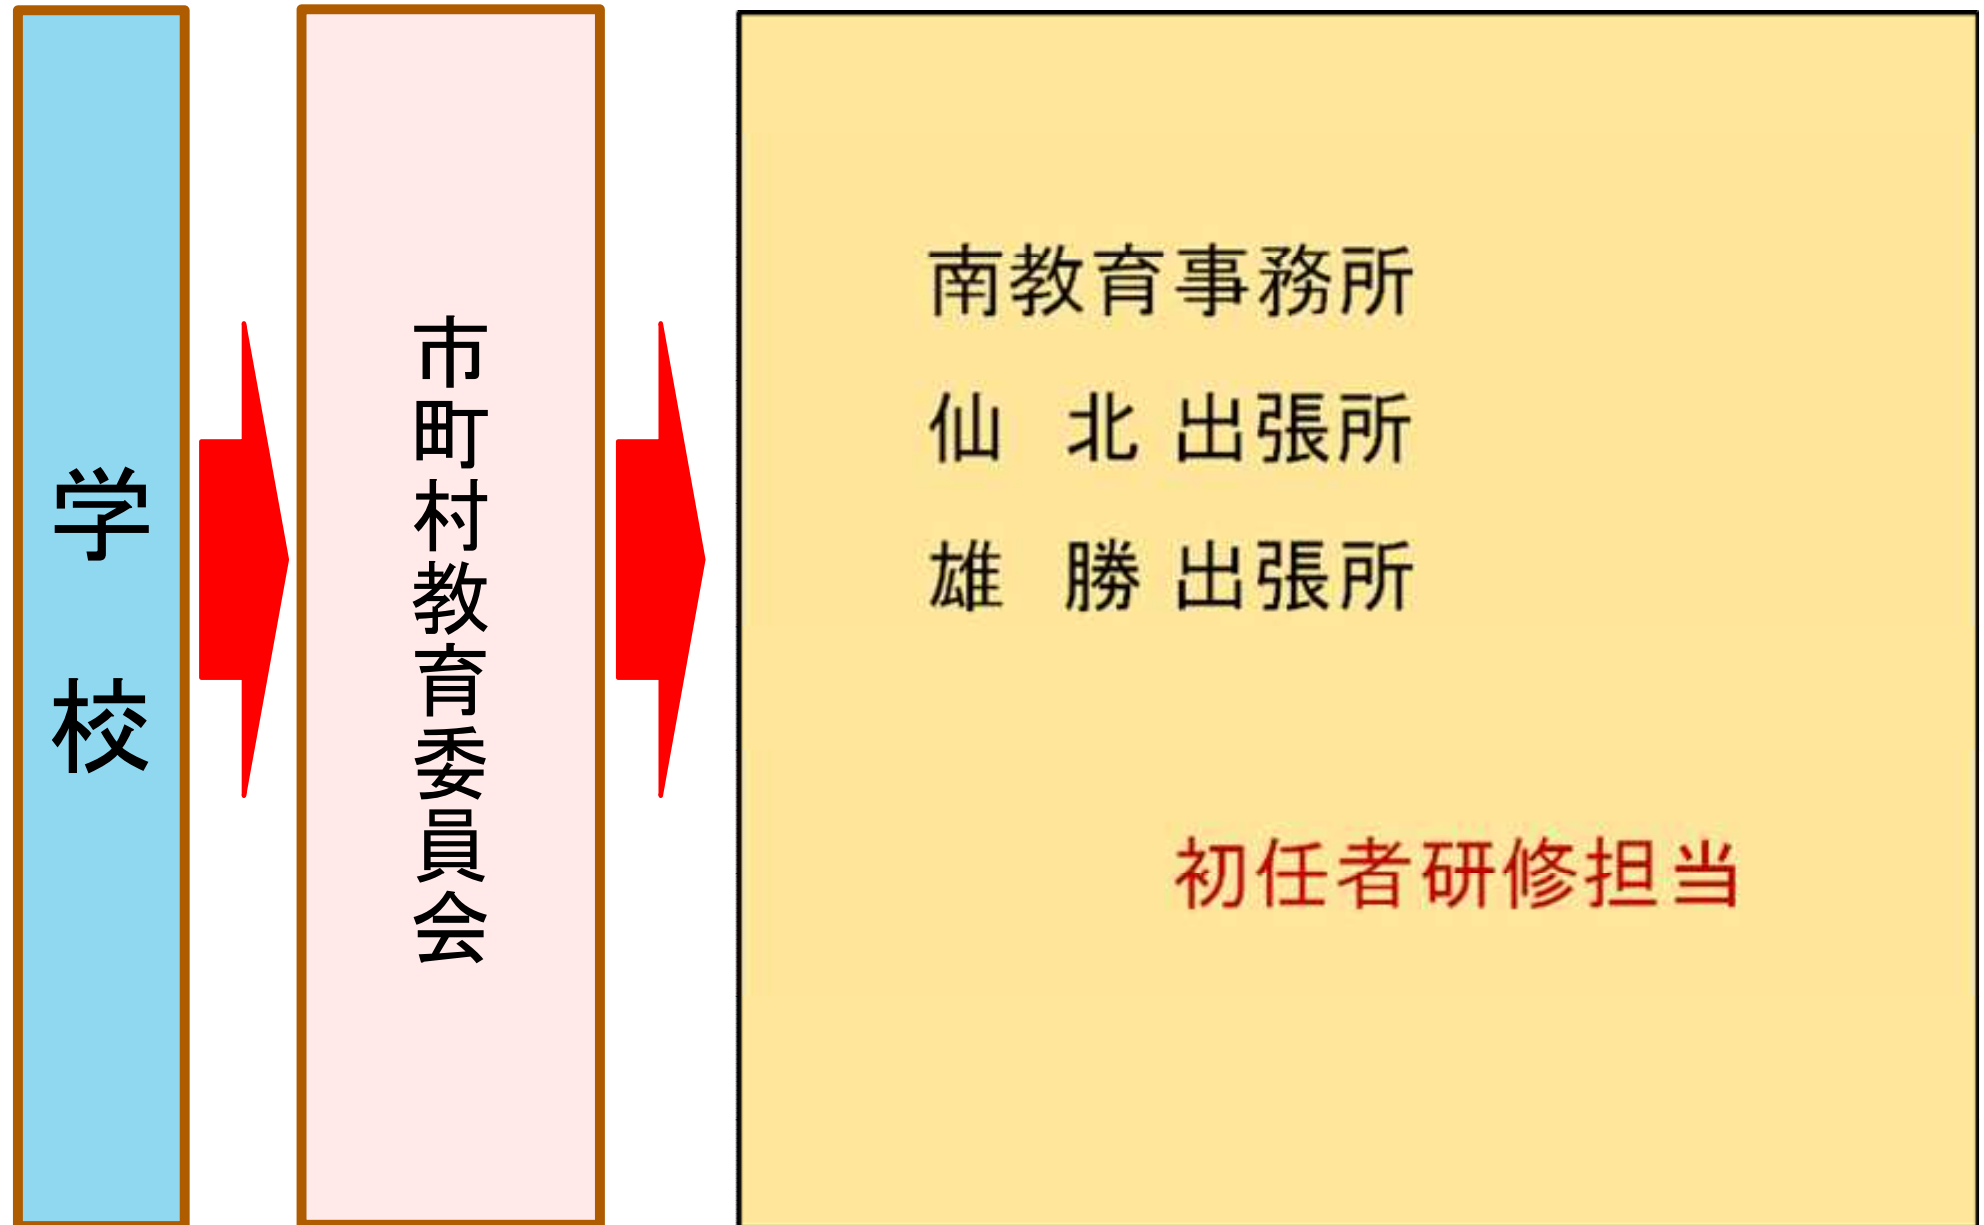 学校
市町村教育委員会
南教育事務所
仙 北 出張所
雄 勝 出張所
初任者研修担当